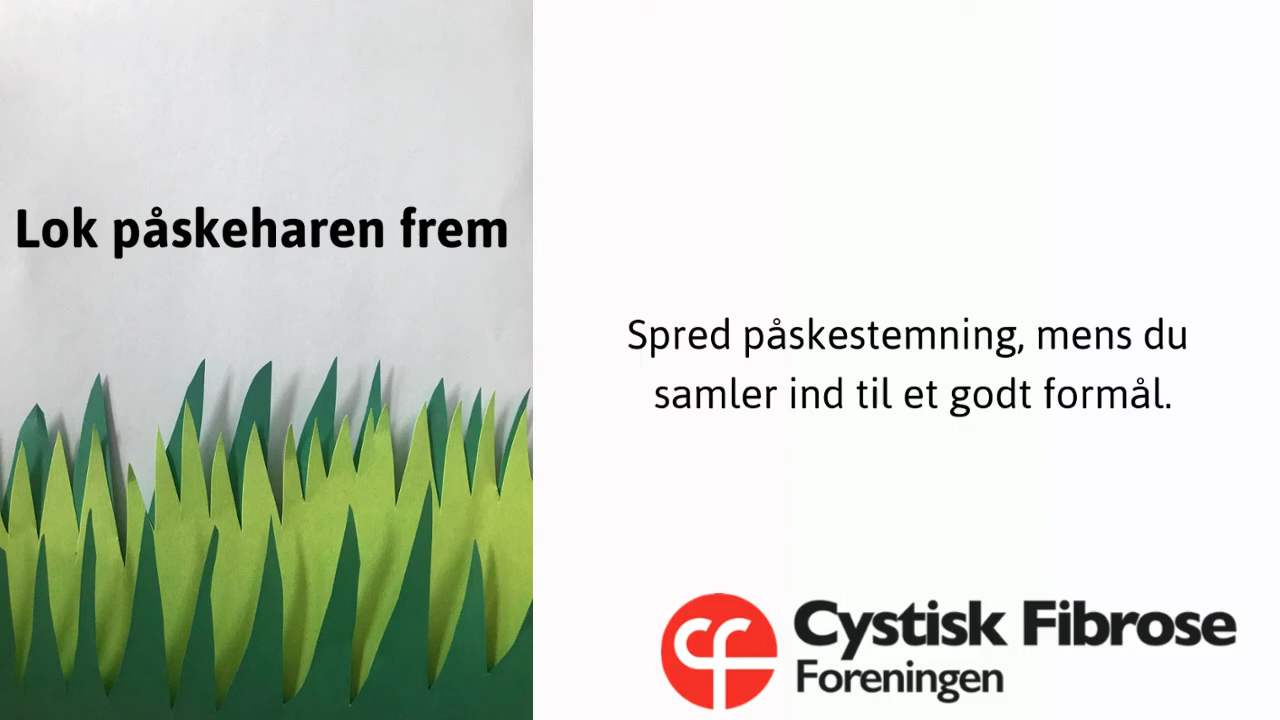 Lok påskeharen frem
Spred påskestemning, mens du
samler ind til et godt formål.
cf
Cystisk Fibrose
Foreningen